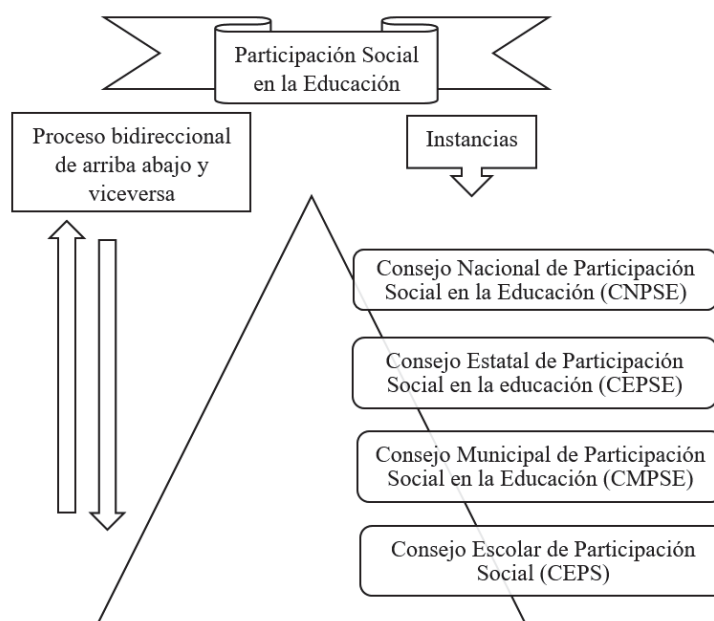 Participación Social
en la Educación
Proceso bidireccional
de arriba abajo y
viceversa
Instancias
Consejo Nacional de Participación
Social en la Educación (CNPSE)
Consejo Estatal de Participación
Social en la educación (CEPSE)
Consejo Municipal de Participación
Social en la Educación (CMPSE)
Consejo Escolar de Participación
Social (CEPS)